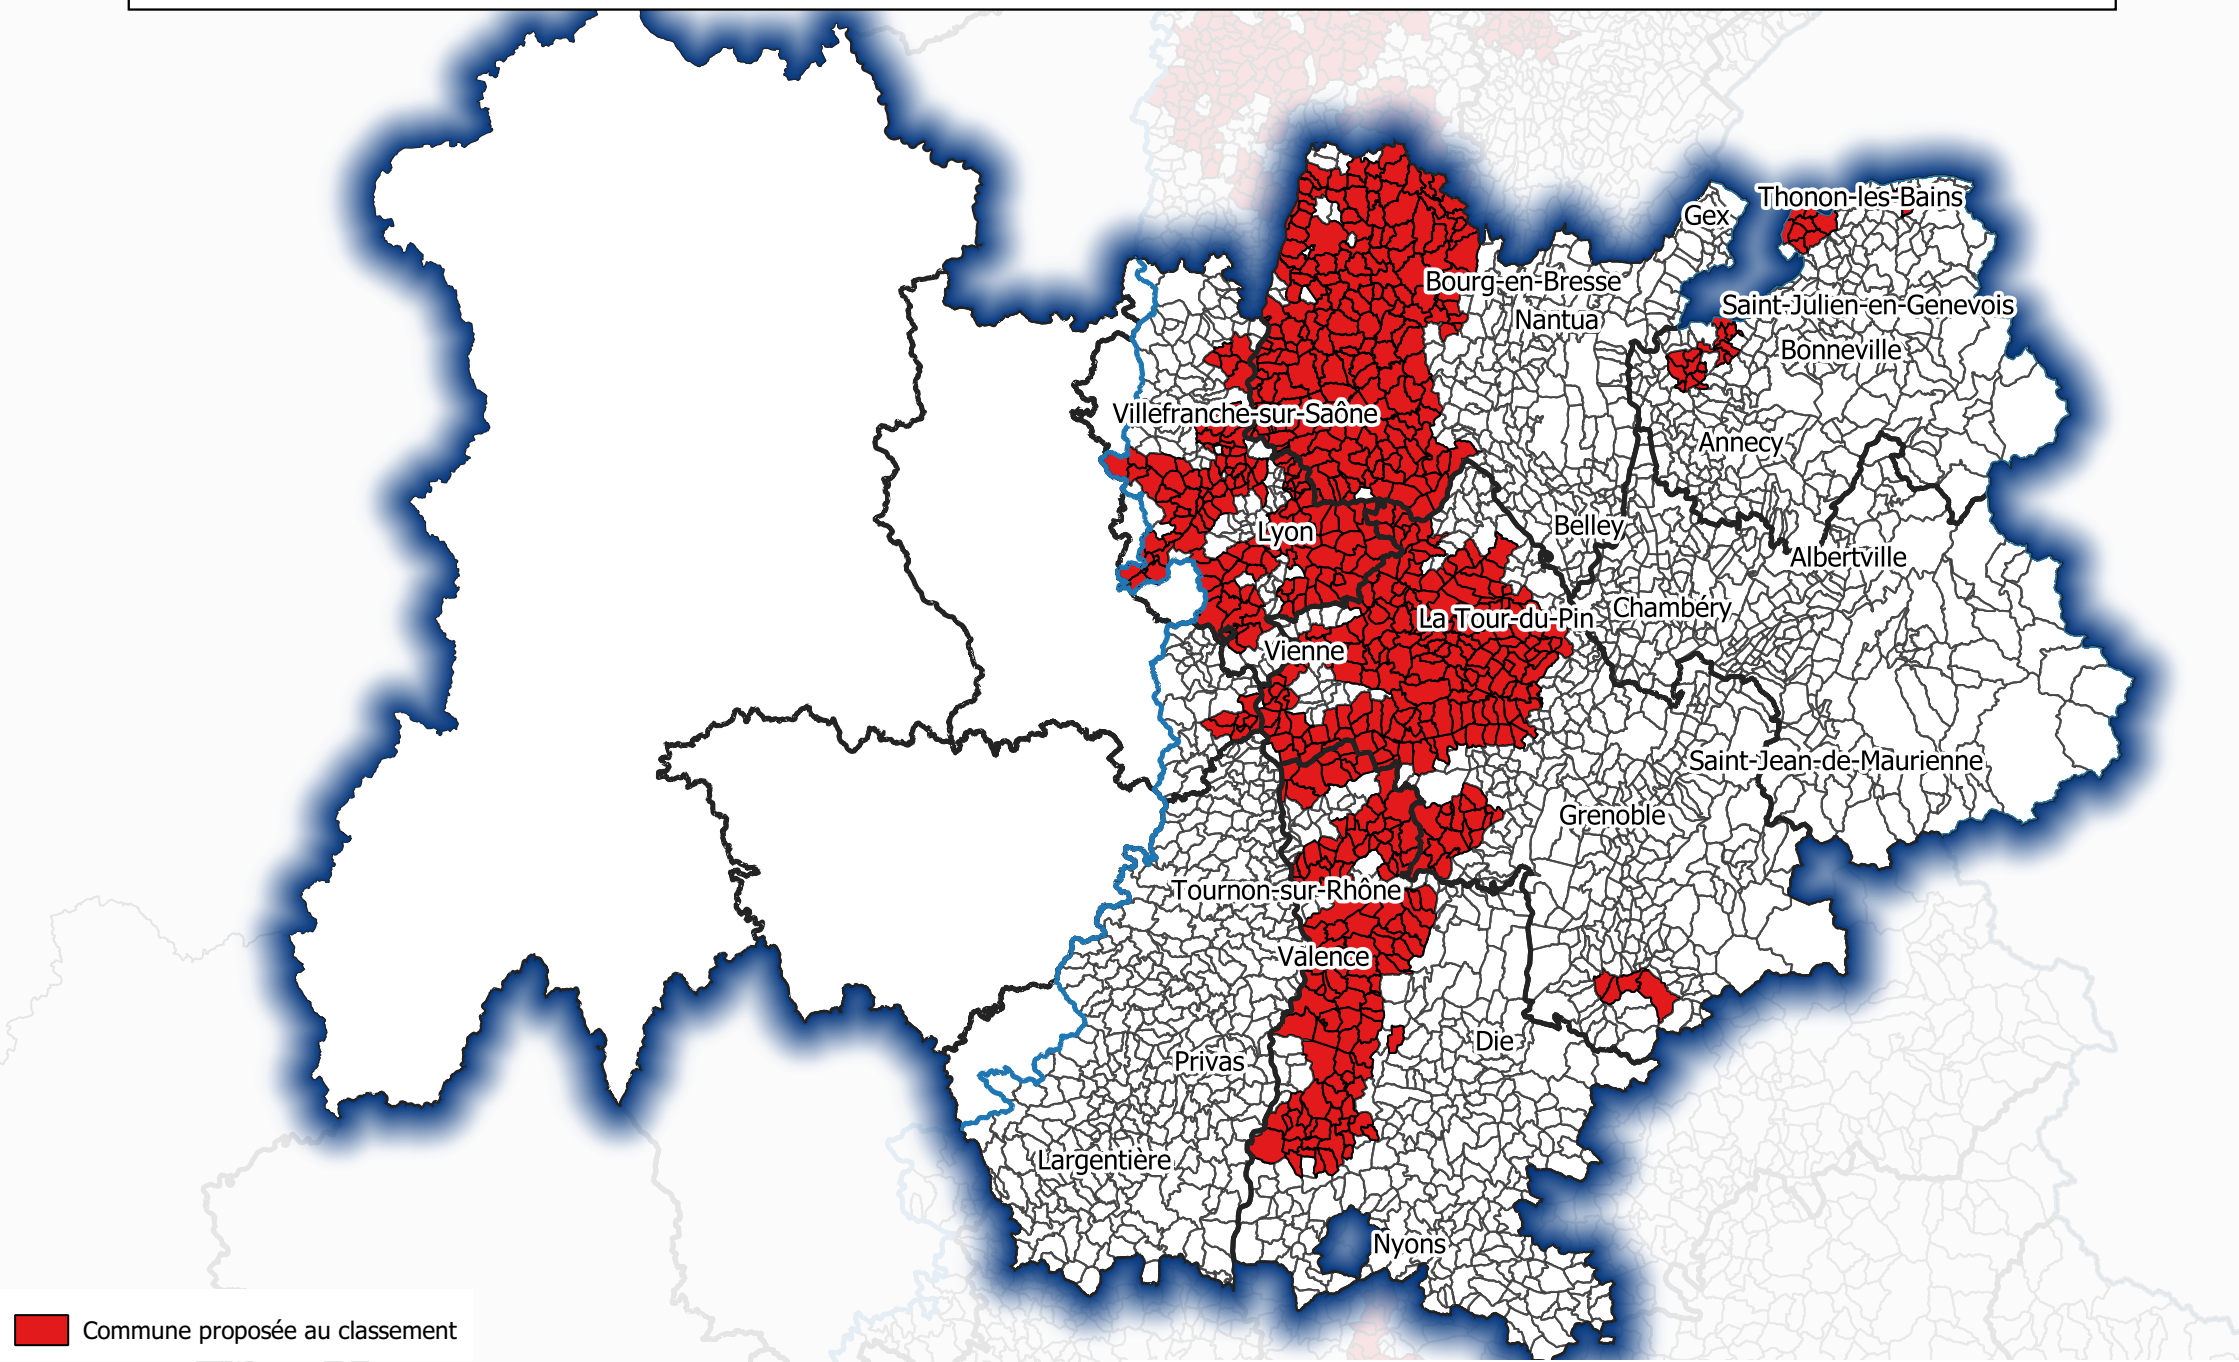 Thonon-les-Bains
Gex
Bourg-en-Bresse
Saint-Julien-en-Genevois
Nantua
Bonneville
Villefranche-sur-Saône
Annecy
Lyon
Belley
Albertville
Chambéry
La Tour-du-Pin
Vienne
Saint-Jean-de-Maurienne
Grenoble
Tournon-sur-Rhône
Valence
Die
Privas
Largentière
Nyons
Commune proposée au classement